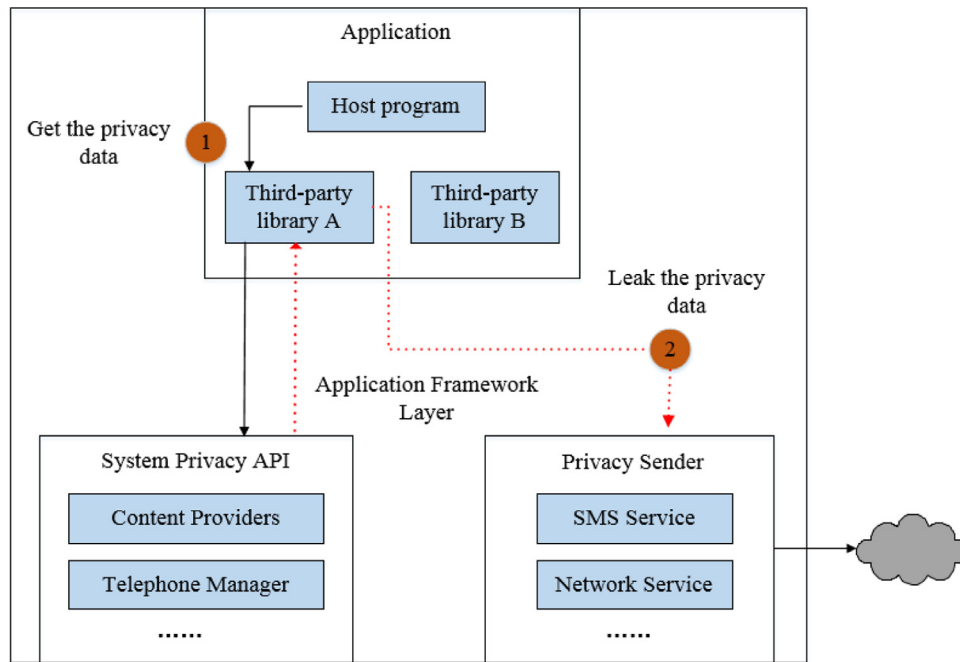 Application
Host program
Get the privacy
data
1
Third-party
library A
Third-party
library B
Leak the privacy
data
2
Application Framework
Layer
System Privacy API
Content Providers
Telephone Manager
......
Privacy Sender
SMS Service
Network Service
......